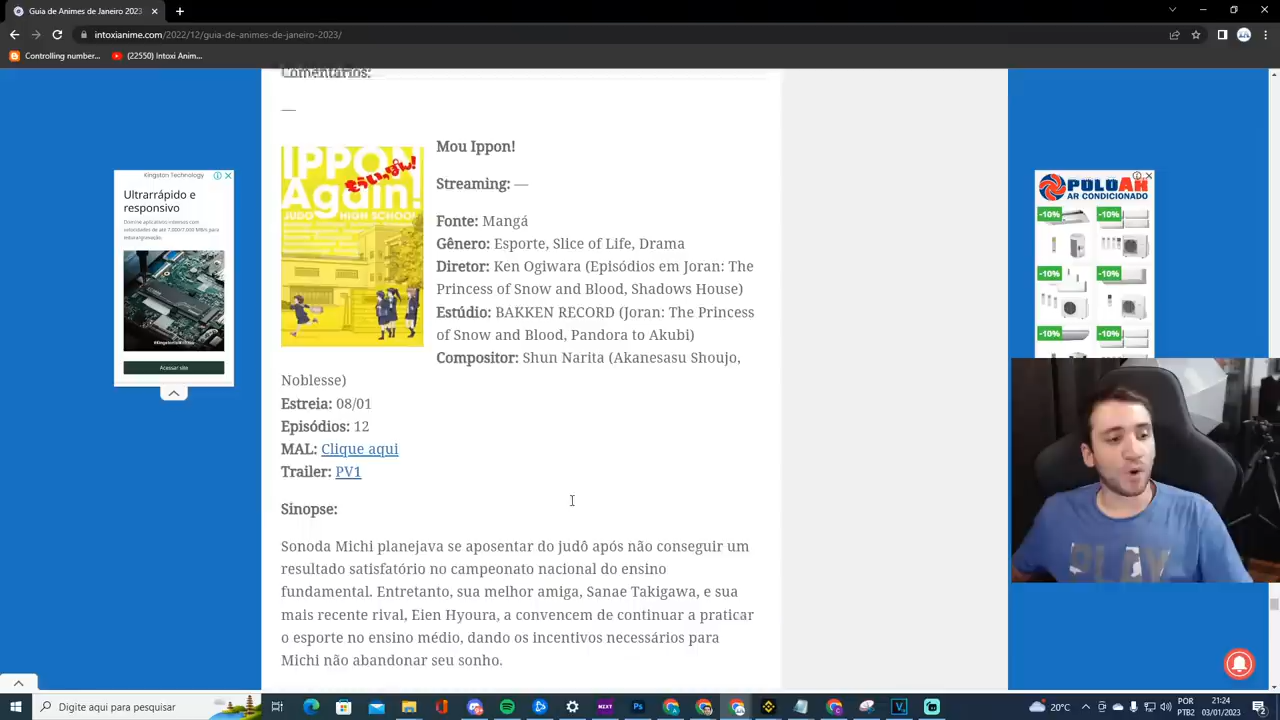 Guia de Animes de Janeiro 2023
intoxianime.com/2022/12/guia-de-animes-de-janeiro-2023/
Controlling number...
(22550) Intoxi Anim...
Comentários:
—
IPPON
Again!
JUDO HIGH SCHOOL
Mou Ippon!
Streaming: —
Fonte: Mangá
Gênero: Esporte, Slice of Life, Drama
Diretor: Ken Ogiwara (Episódios em Joran: The
Princess of Snow and Blood, Shadows House)
Estúdio: BAKKEN RECORD (Joran: The Princess
of Snow and Blood, Pandora to Akubi)
Compositor: Shun Narita (Akanesasu Shoujo,
Noblesse)
Estreia: 08/01
Episódios: 12
MAL: Clique aqui
Trailer: PV1
Sinopse:
Sonoda Michi planejava se aposentar do judô após não conseguir um
resultado satisfatório no campeonato nacional do ensino
fundamental. Entretanto, sua melhor amiga, Sanae Takigawa, e sua
mais recente rival, Eien Hyoura, a convencem de continuar a praticar
o esporte no ensino médio, dando os incentivos necessários para
Michi não abandonar seu sonho.
Kingston Technology
Ultrarrápido e
responsivo
Acessar site
POLOAR
AR CONDICIONADO
-10% -10%
-10% -10%
-10% -10%
PLAY
Digite aqui para pesquisar
20°C
POR
21:24
03/01/2023